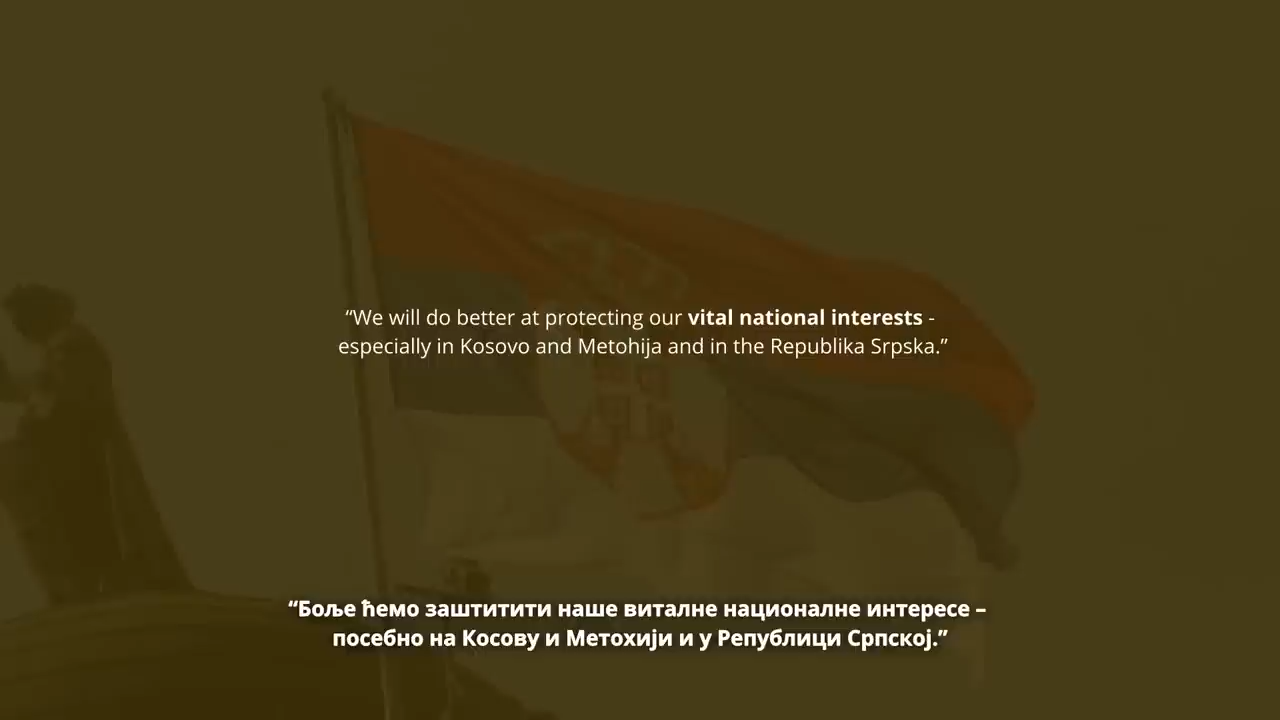 “We will do better at protecting our vital national interests -
especially in Kosovo and Metohija and in the Republika Srpska.”
“Боље ћемо заштитити наше виталне националне интересе –
посебно на Косову и Метохији и у Републици Српској.”